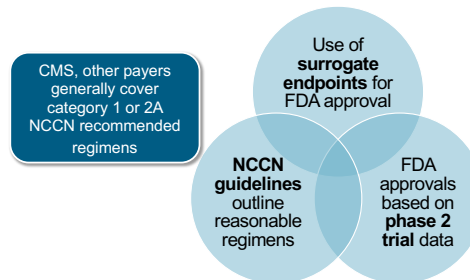 CMS, other payers
generally cover
category 1 or 2A
NCCN recommended
regimens
Use of
surrogate
endpoints for
FDA approval
NCCN
guidelines
outline
reasonable
regimens
FDA
approvals
based on
phase 2
trial data